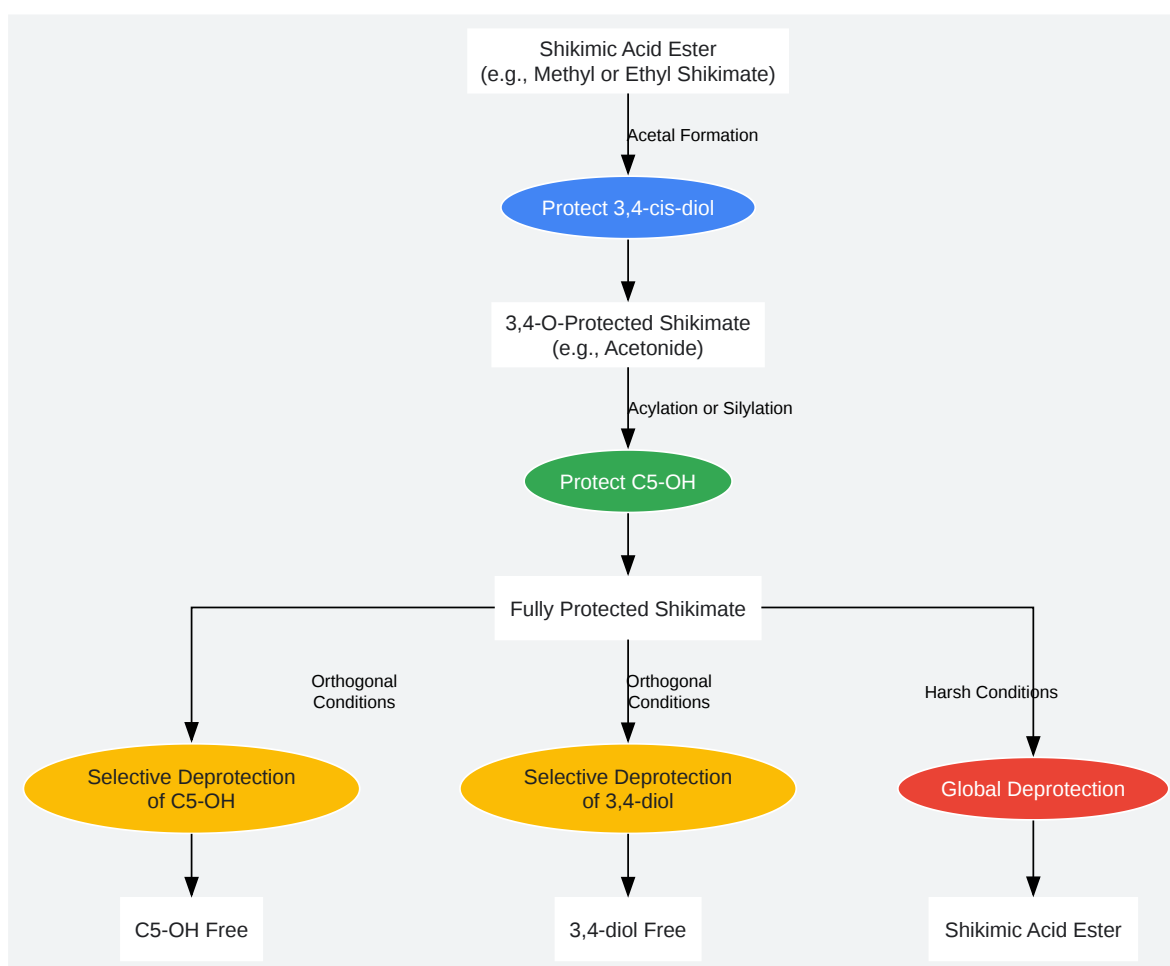 Shikimic Acid Ester
(e.g., Methyl or Ethyl Shikimate)
Acetal Formation
Protect 3,4-cis-diol
3,4-O-Protected Shikimate
(e.g., Acetonide)
Acylation or Silylation
Protect C5-OH
Fully Protected Shikimate
Orthogonal
Conditions
Orthogonal
Conditions
Harsh Conditions
Selective Deprotection
of C5-OH
Selective Deprotection
of 3,4-diol
Global Deprotection
C5-OH Free
3,4-diol Free
Shikimic Acid Ester